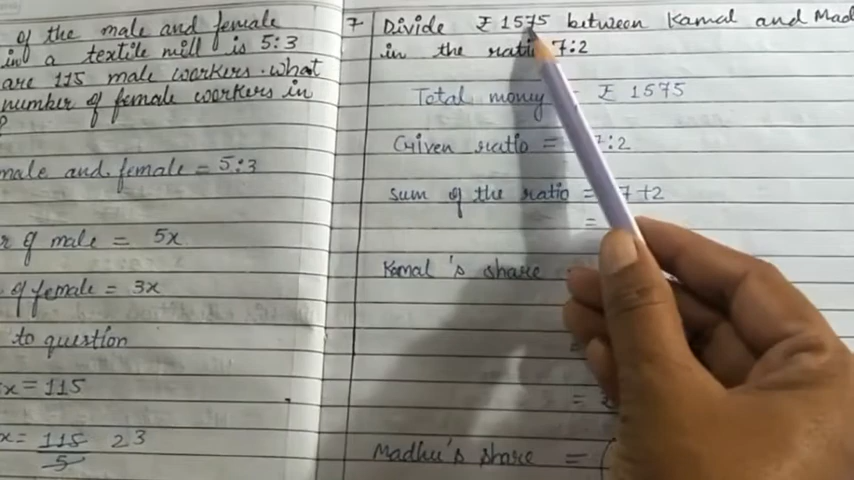 of the male and female
in a textile mill is 5:3
are 115 male workers. what
number of female workers in
?
male and female = 5:3
r of male = 5x
of female = 3x
to question
x = 115
x = 115 23
5
7 Divide ₹ 1575 between Kamal and Mad
in the ratio 7:2
Total money = ₹ 1575
Given ratio = 7:2
sum of the ratio = 7+2
=
Kamal's share
=
=
Madhu's share = (